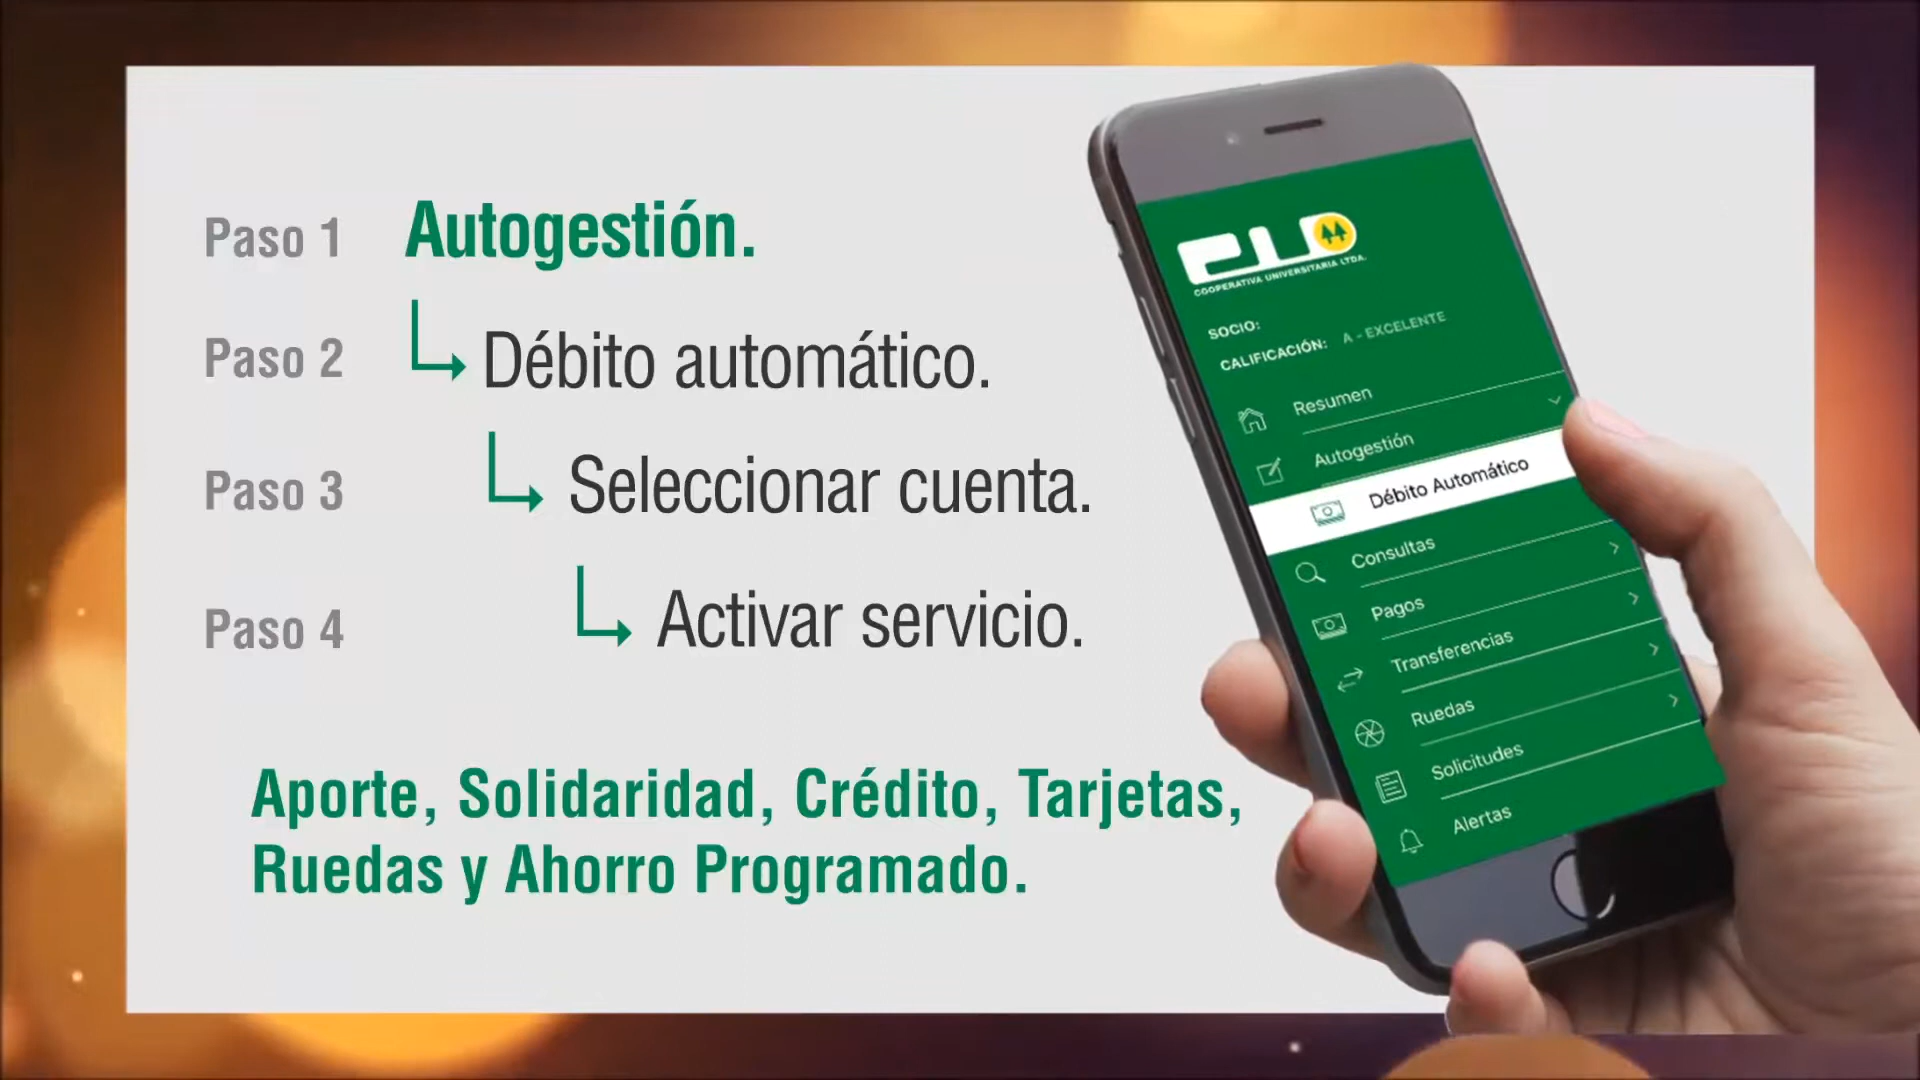 Paso 1 Autogestión.
Paso 2 Débito automático.
Paso 3 Seleccionar cuenta.
Paso 4 Activar servicio.
Aporte, Solidaridad, Crédito, Tarjetas,
Ruedas y Ahorro Programado.
CU
COOPERATIVA UNIVERSITARIA LTDA.
SOCIO:
CALIFICACIÓN: A - EXCELENTE
Resumen
Autogestión
Débito Automático
Consultas
Pagos
Transferencias
Ruedas
Solicitudes
Alertas